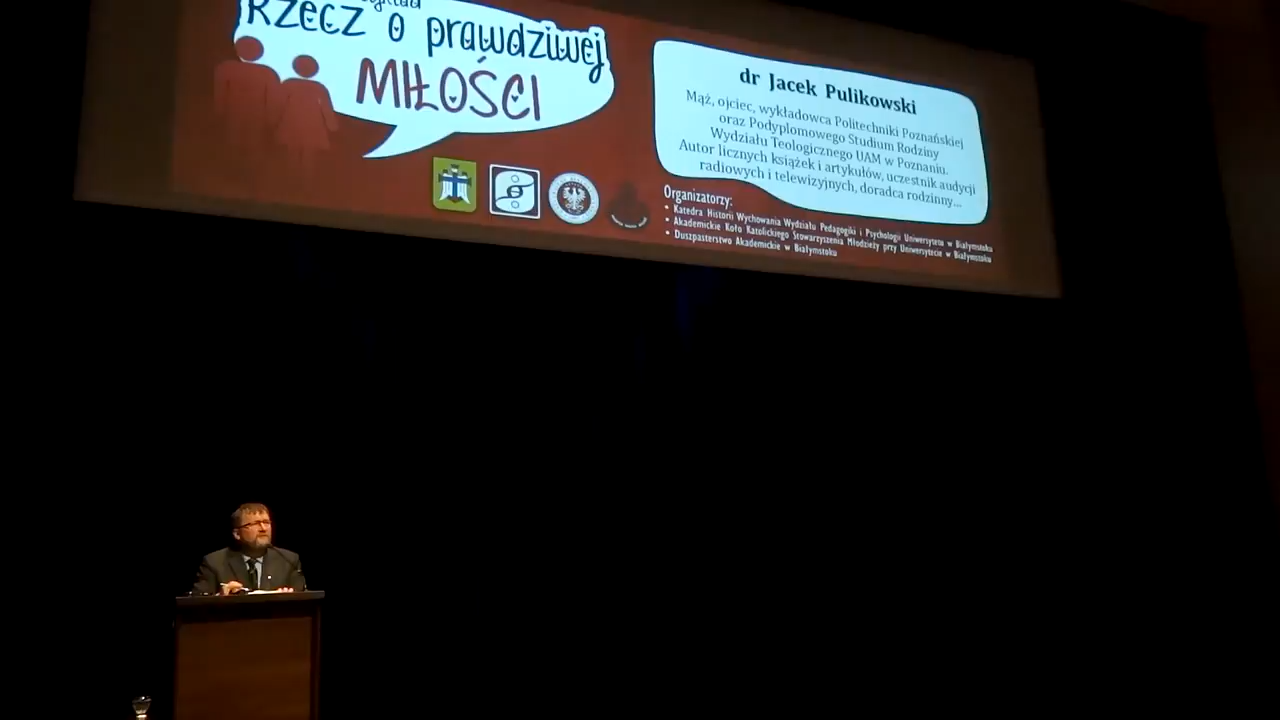 Rzecz o prawdziwej
MIŁOŚCI
dr Jacek Pulikowski
Mąż, ojciec, wykładowca Politechniki Poznańskiej
oraz Podyplomowego Studium Rodziny
Wydziału Teologicznego UAM w Poznaniu.
Autor licznych książek i artykułów, uczestnik audycji
radiowych i telewizyjnych, doradca rodzinny...
Organizatorzy:
• Katedra Historii Wychowania Wydziału Pedagogiki i Psychologii Uniwersytetu w Białymstoku
• Akademickie Koło Katolickiego Stowarzyszenia Młodzieży przy Uniwersytecie w Białymstoku
• Duszpasterstwo Akademickie w Białymstoku